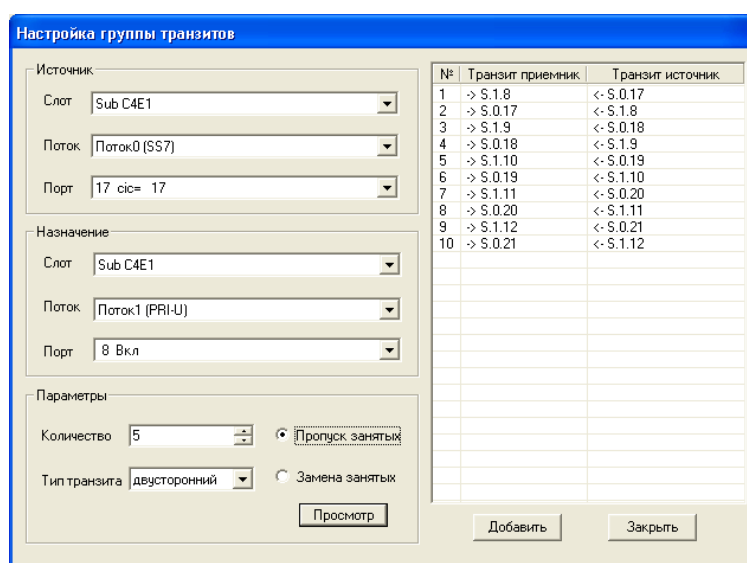 Настройка группы транзитов
Источник
Слот Sub C4E1
Поток Поток0 (SS7)
Порт 17 cic= 17
Назначение
Слот Sub C4E1
Поток Поток1 (PRI-U)
Порт 8 Вкл
Параметры
Количество 5 Пропуск занятых
Тип транзита двусторонний Замена занятых
Просмотр
№ Транзит приемник Транзит источник
1 -> S.1.8 <- S.0.17
2 -> S.0.17 <- S.1.8
3 -> S.1.9 <- S.0.18
4 -> S.0.18 <- S.1.9
5 -> S.1.10 <- S.0.19
6 -> S.0.19 <- S.1.10
7 -> S.1.11 <- S.0.20
8 -> S.0.20 <- S.1.11
9 -> S.1.12 <- S.0.21
10 -> S.0.21 <- S.1.12
Добавить Закрыть